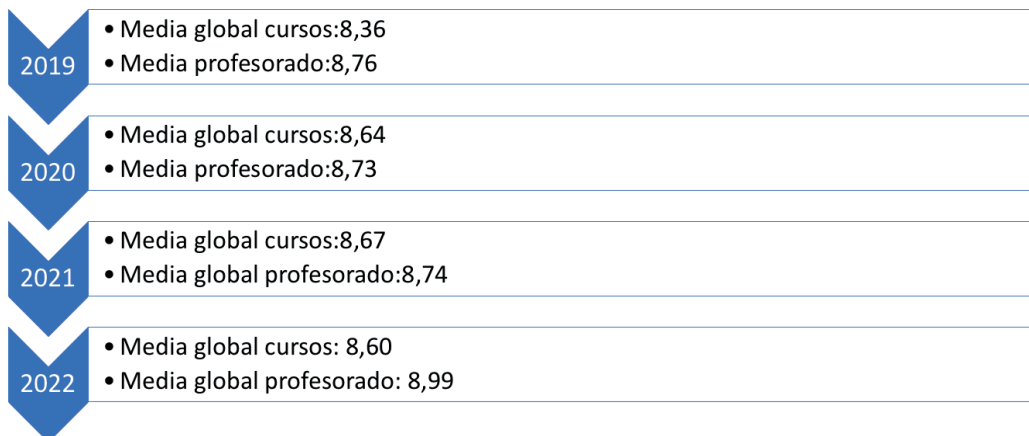 2019
• Media global cursos:8,36
• Media profesorado:8,76
2020
• Media global cursos:8,64
• Media profesorado:8,73
2021
• Media global cursos:8,67
• Media global profesorado:8,74
2022
• Media global cursos: 8,60
• Media global profesorado: 8,99